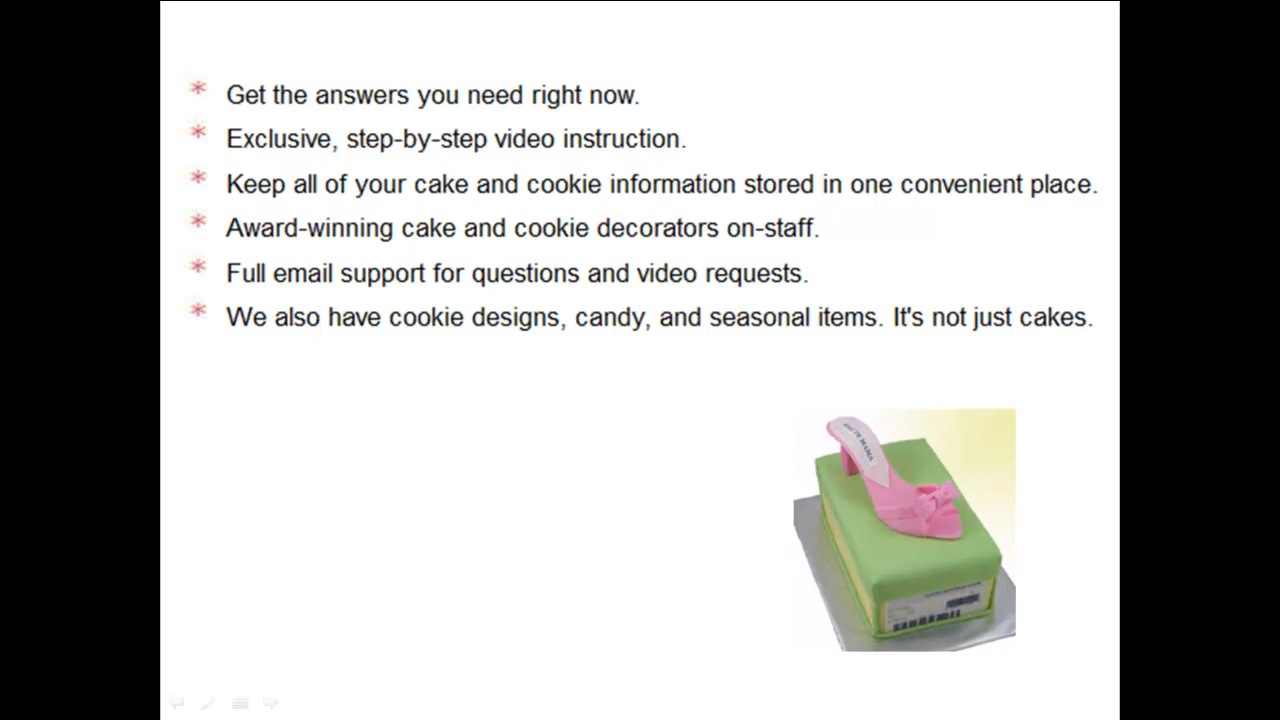 * Get the answers you need right now.
* Exclusive, step-by-step video instruction.
* Keep all of your cake and cookie information stored in one convenient place.
* Award-winning cake and cookie decorators on-staff.
* Full email support for questions and video requests.
* We also have cookie designs, candy, and seasonal items. It's not just cakes.